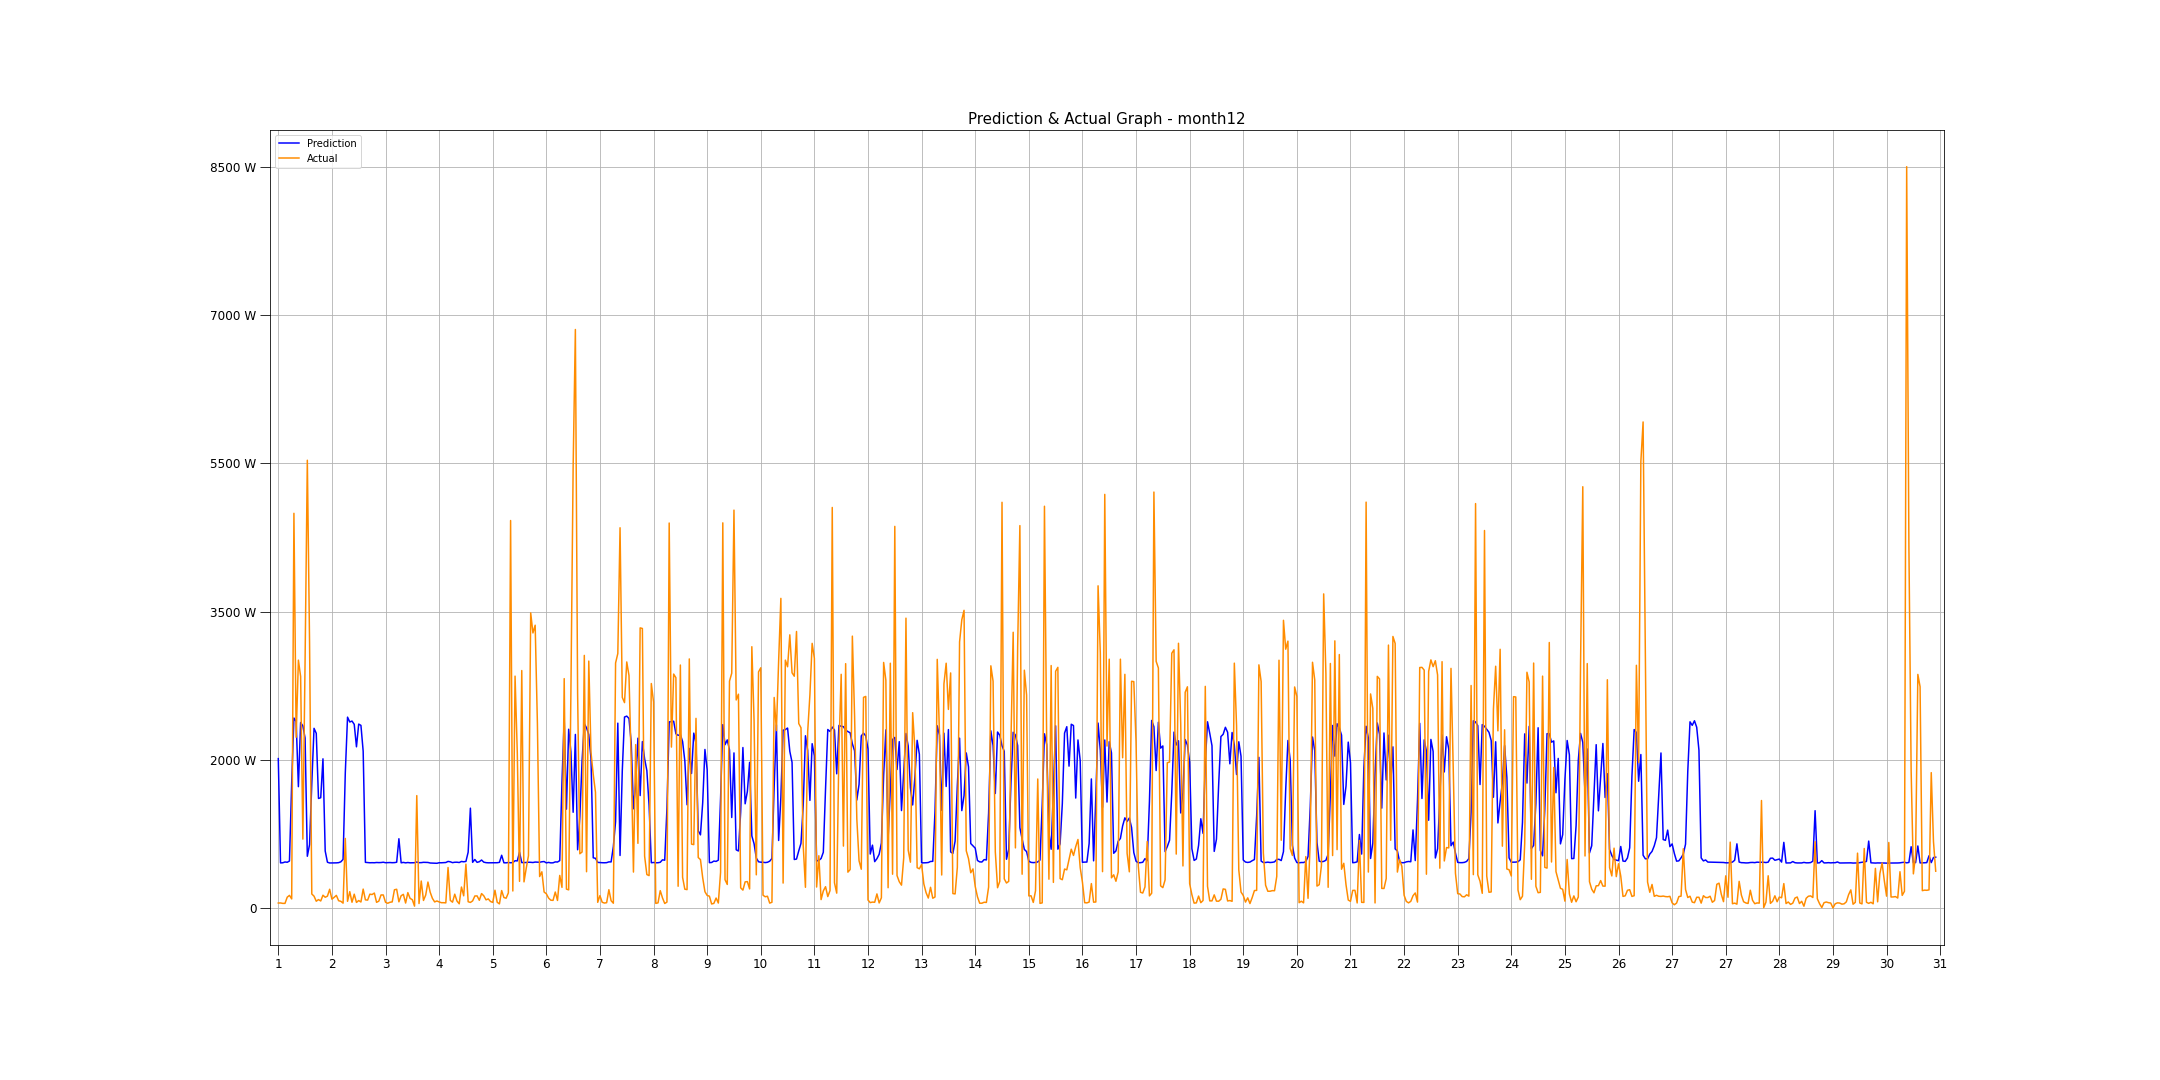 Prediction & Actual Graph - month12
Prediction
Actual
8500 W
7000 W
5500 W
3500 W
2000 W
0
1 2 3 4 5 6 7 8 9 10 11 12 13 14 15 16 17 18 19 20 21 22 23 24 25 26 27 27 28 29 30 31